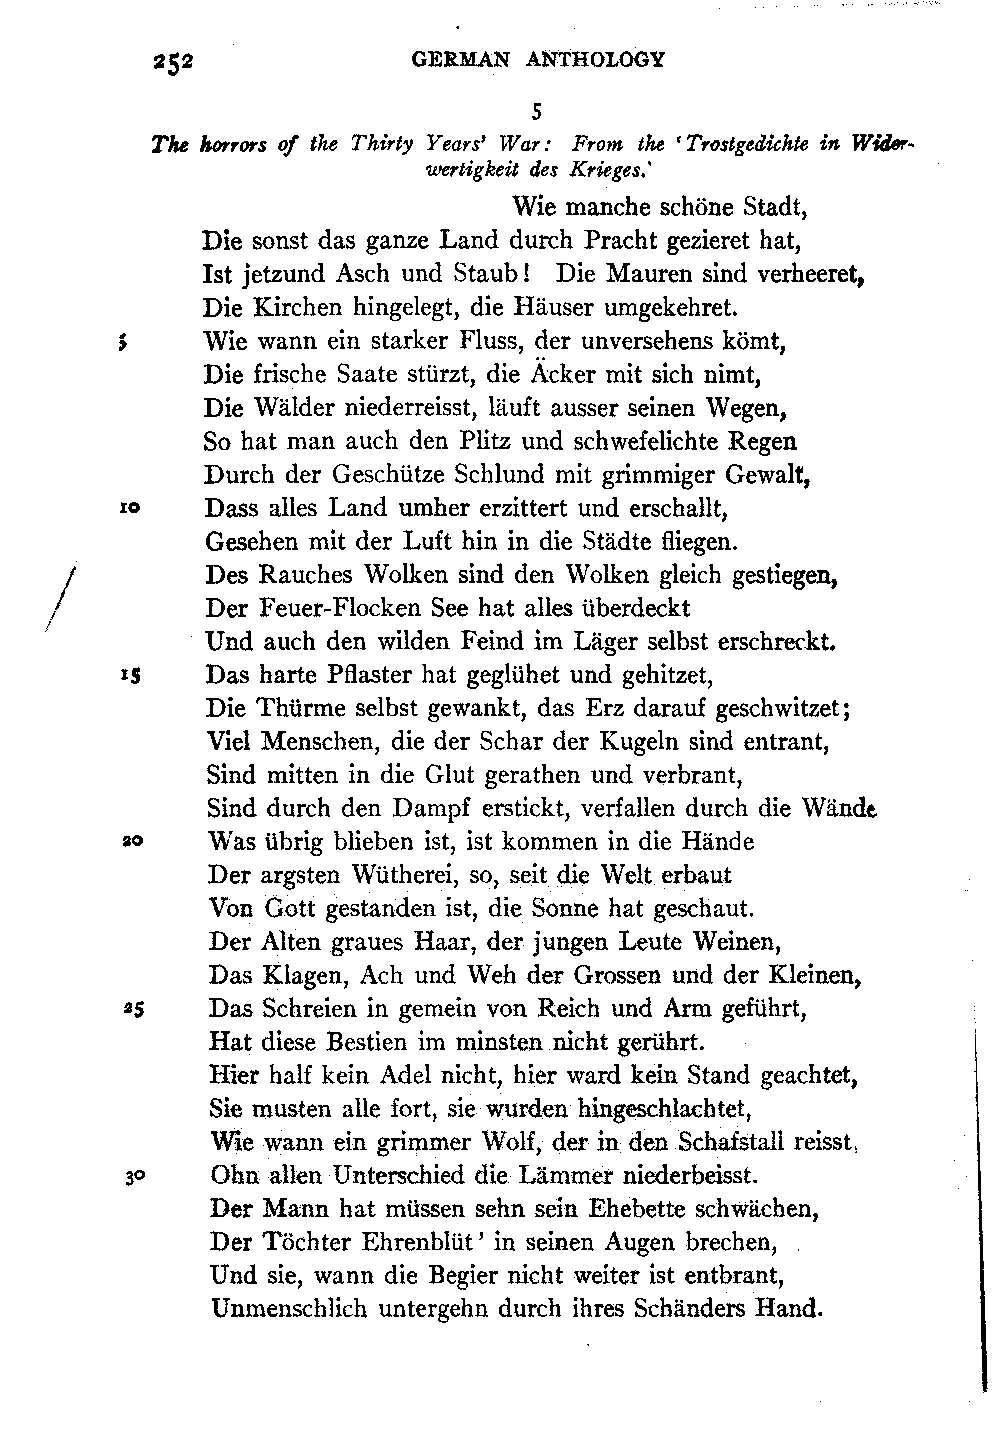 252 GERMAN ANTHOLOGY
5
The horrors of the Thirty Years' War: From the 'Trostgedichte in Wider-
wertigkeit des Krieges.'
Wie manche schöne Stadt,
Die sonst das ganze Land durch Pracht gezieret hat,
Ist jetzund Asch und Staub! Die Mauren sind verheeret,
Die Kirchen hingelegt, die Häuser umgekehret.
5 Wie wann ein starker Fluss, der unversehens kömt,
Die frische Saate stürzt, die Äcker mit sich nimt,
Die Wälder niederreisst, läuft ausser seinen Wegen,
So hat man auch den Plitz und schwefelichte Regen
Durch der Geschütze Schlund mit grimmiger Gewalt,
10 Dass alles Land umher erzittert und erschallt,
Gesehen mit der Luft hin in die Städte fliegen.
Des Rauches Wolken sind den Wolken gleich gestiegen,
Der Feuer-Flocken See hat alles überdeckt
Und auch den wilden Feind im Läger selbst erschreckt.
15 Das harte Pflaster hat geglühet und gehitzet,
Die Thürme selbst gewankt, das Erz darauf geschwitzet;
Viel Menschen, die der Schar der Kugeln sind entrant,
Sind mitten in die Glut gerathen und verbrant,
Sind durch den Dampf erstickt, verfallen durch die Wände
20 Was übrig blieben ist, ist kommen in die Hände
Der argsten Wütherei, so, seit die Welt erbaut
Von Gott gestanden ist, die Sonne hat geschaut.
Der Alten graues Haar, der jungen Leute Weinen,
Das Klagen, Ach und Weh der Grossen und der Kleinen,
25 Das Schreien in gemein von Reich und Arm geführt,
Hat diese Bestien im minsten nicht gerührt.
Hier half kein Adel nicht, hier ward kein Stand geachtet,
Sie musten alle fort, sie wurden hingeschlachtet,
Wie wann ein grimmer Wolf, der in den Schafstall reisst,
30 Ohn allen Unterschied die Lämmer niederbeisst.
Der Mann hat müssen sehn sein Ehebette schwächen,
Der Töchter Ehrenblüt' in seinen Augen brechen,
Und sie, wann die Begier nicht weiter ist entbrant,
Unmenschlich untergehn durch ihres Schänders Hand.